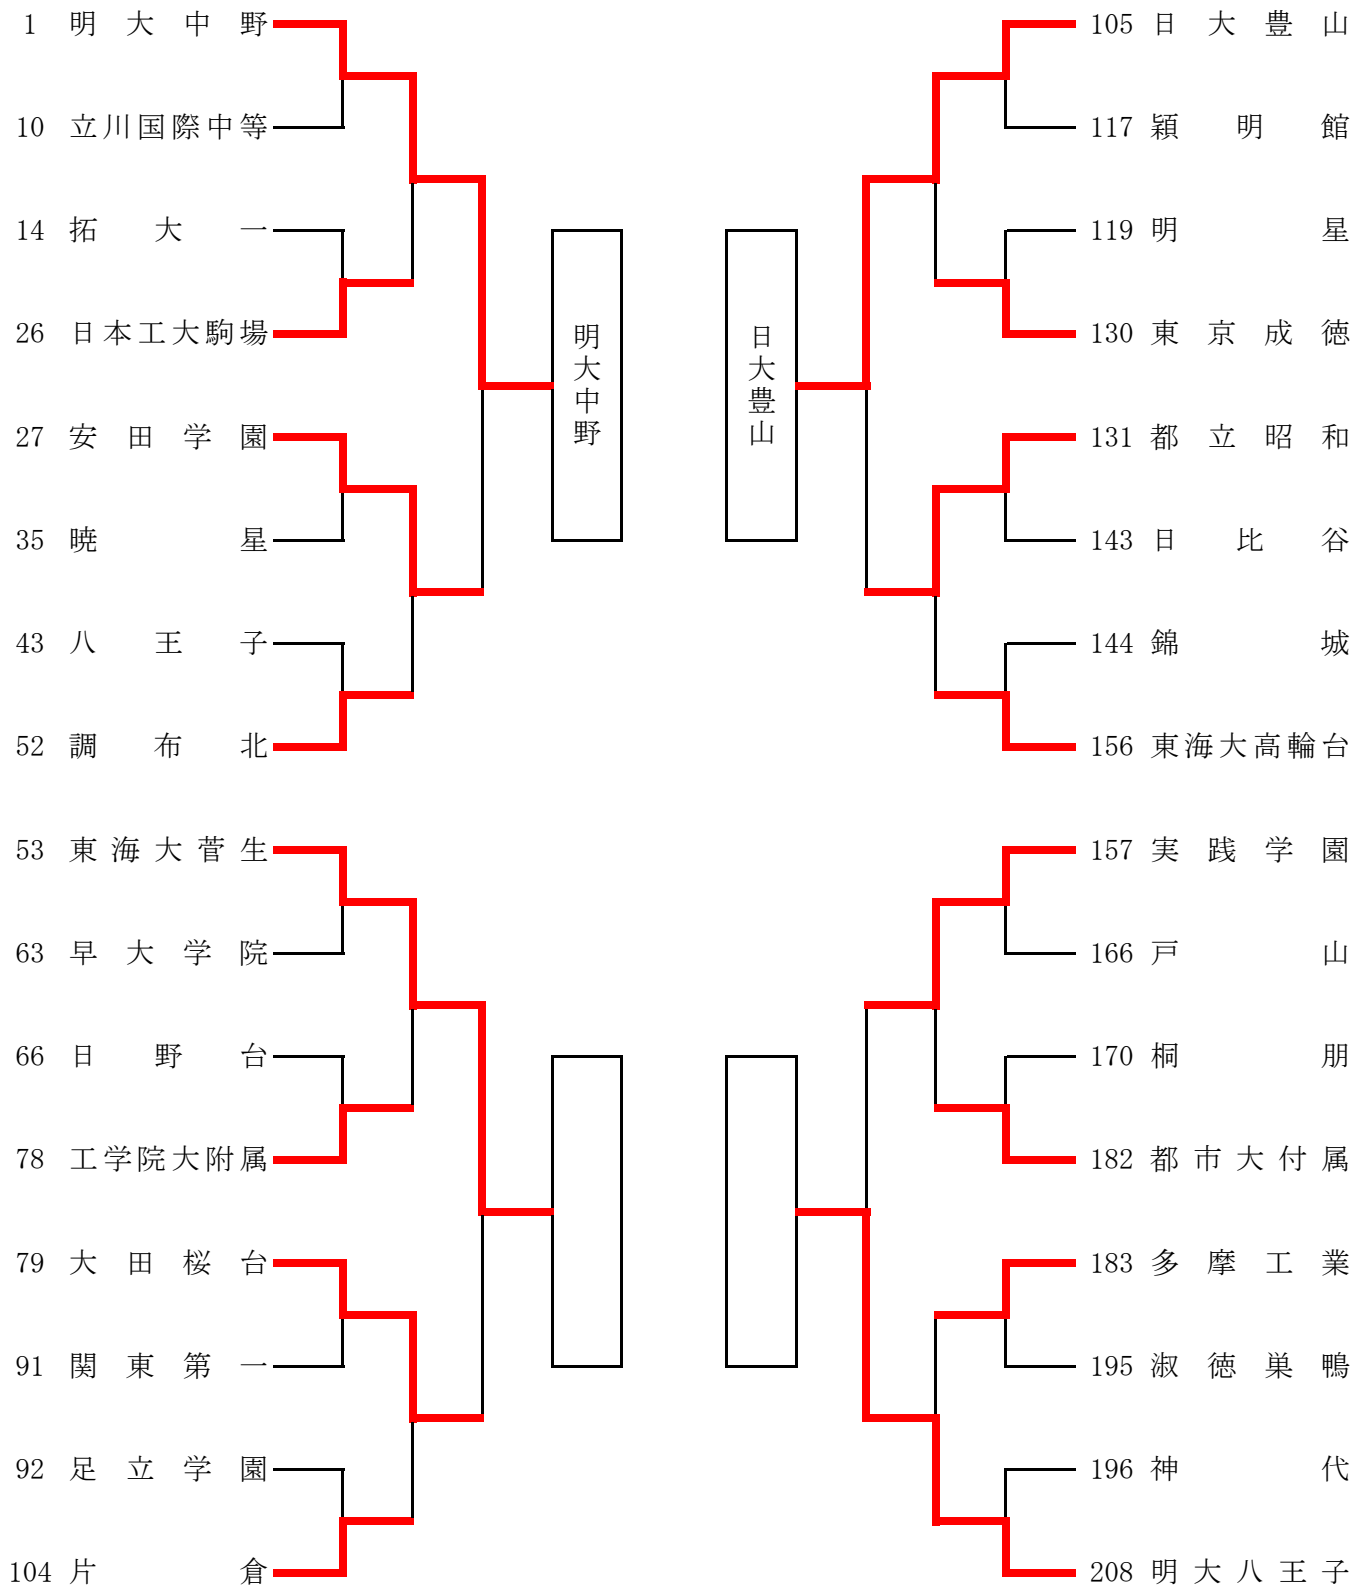 1 明大中野
10 立川国際中等
14 拓大一
26 日本工大駒場
27 安田学園
35 暁星
43 八王子
52 調布北
53 東海大菅生
63 早大学院
66 日野台
78 工学院大附属
79 大田桜台
91 関東第一
92 足立学園
104 片倉
明大中野
日大豊山
105 日大豊山
117 穎明館
119 明星
130 東京成徳
131 都立昭和
143 日比谷
144 錦城
156 東海大高輪台
157 実践学園
166 戸山
170 桐朋
182 都市大付属
183 多摩工業
195 淑徳巣鴨
196 神代
208 明大八王子